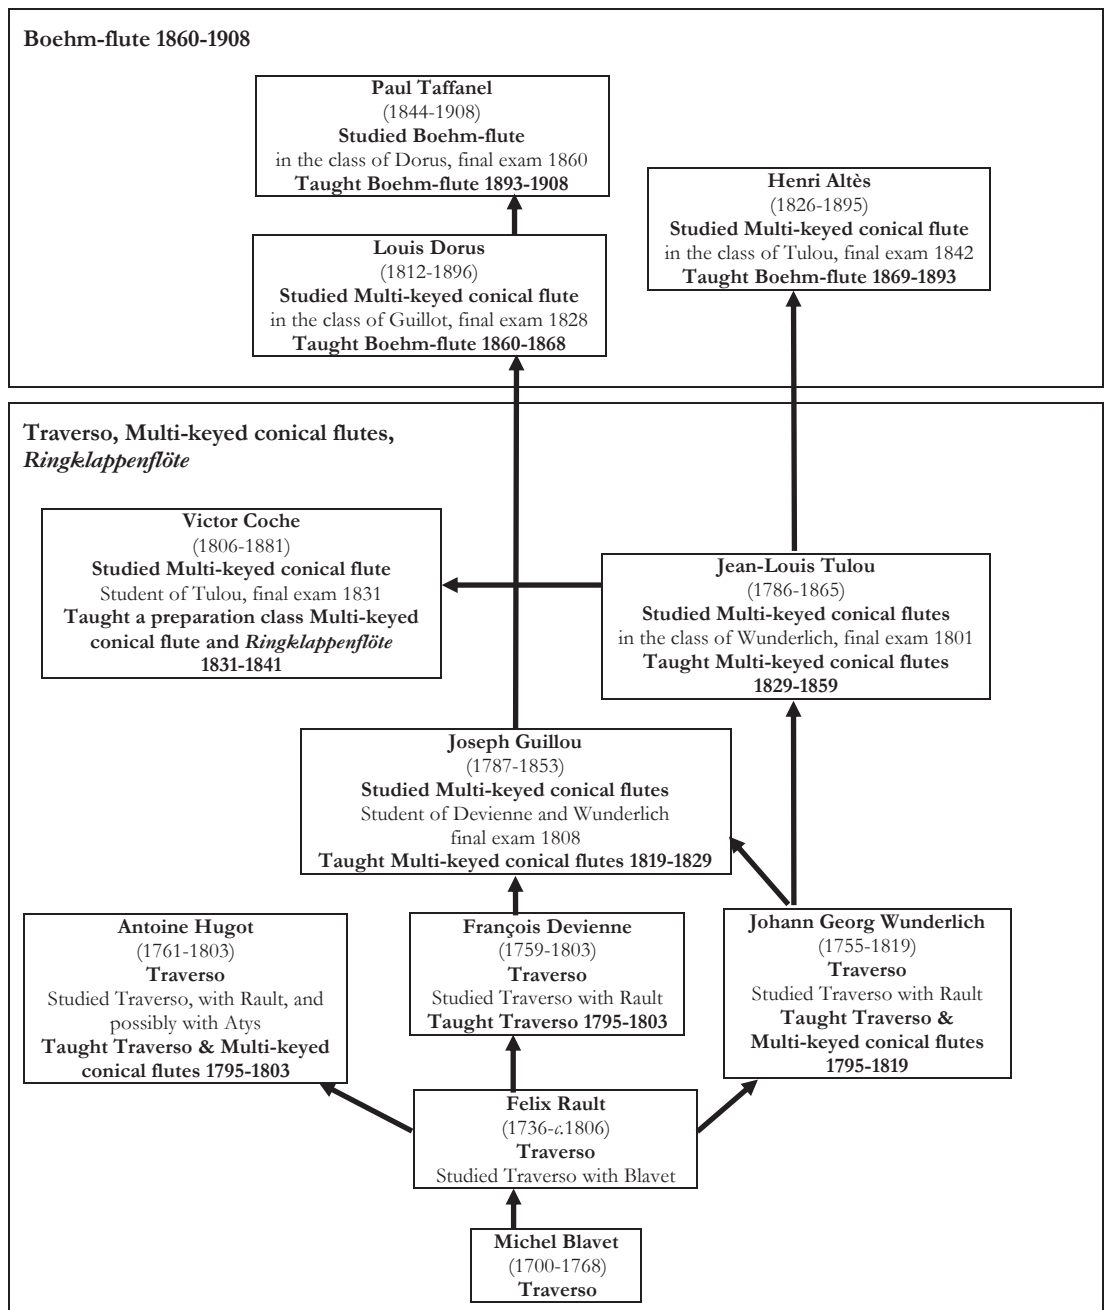 Boehm-flute 1860-1908
Paul Taffanel
(1844-1908)
Studied Boehm-flute
in the class of Dorus, final exam 1860
Taught Boehm-flute 1893-1908
Henri Altès
(1826-1895)
Studied Multi-keyed conical flute
in the class of Tulou, final exam 1842
Taught Boehm-flute 1869-1893
Louis Dorus
(1812-1896)
Studied Multi-keyed conical flute
in the class of Guillot, final exam 1828
Taught Boehm-flute 1860-1868
Traverso, Multi-keyed conical flutes,
Ringklappenflöte
Victor Coche
(1806-1881)
Studied Multi-keyed conical flute
Student of Tulou, final exam 1831
Taught a preparation class Multi-keyed
conical flute and Ringklappenflöte
1831-1841
Jean-Louis Tulou
(1786-1865)
Studied Multi-keyed conical flutes
in the class of Wunderlich, final exam 1801
Taught Multi-keyed conical flutes
1829-1859
Joseph Guillou
(1787-1853)
Studied Multi-keyed conical flutes
Student of Devienne and Wunderlich
final exam 1808
Taught Multi-keyed conical flutes 1819-1829
Antoine Hugot
(1761-1803)
Traverso
Studied Traverso, with Rault, and
possibly with Atys
Taught Traverso & Multi-keyed
conical flutes 1795-1803
François Devienne
(1759-1803)
Traverso
Studied Traverso with Rault
Taught Traverso 1795-1803
Johann Georg Wunderlich
(1755-1819)
Traverso
Studied Traverso with Rault
Taught Traverso &
Multi-keyed conical flutes
1795-1819
Felix Rault
(1736-c.1806)
Traverso
Studied Traverso with Blavet
Michel Blavet
(1700-1768)
Traverso